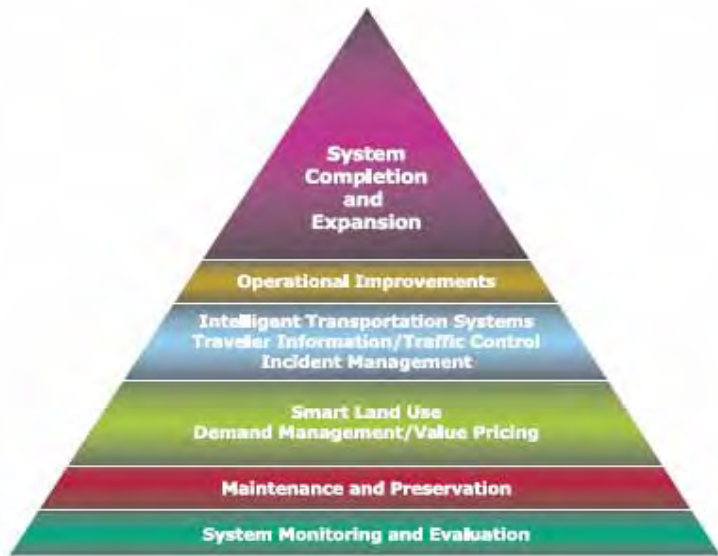 System
Completion
and
Expansion
Operational Improvements
Intelligent Transportation Systems
Traveler Information/Traffic Control
Incident Management
Smart Land Use
Demand Management/Value Pricing
Maintenance and Preservation
System Monitoring and Evaluation